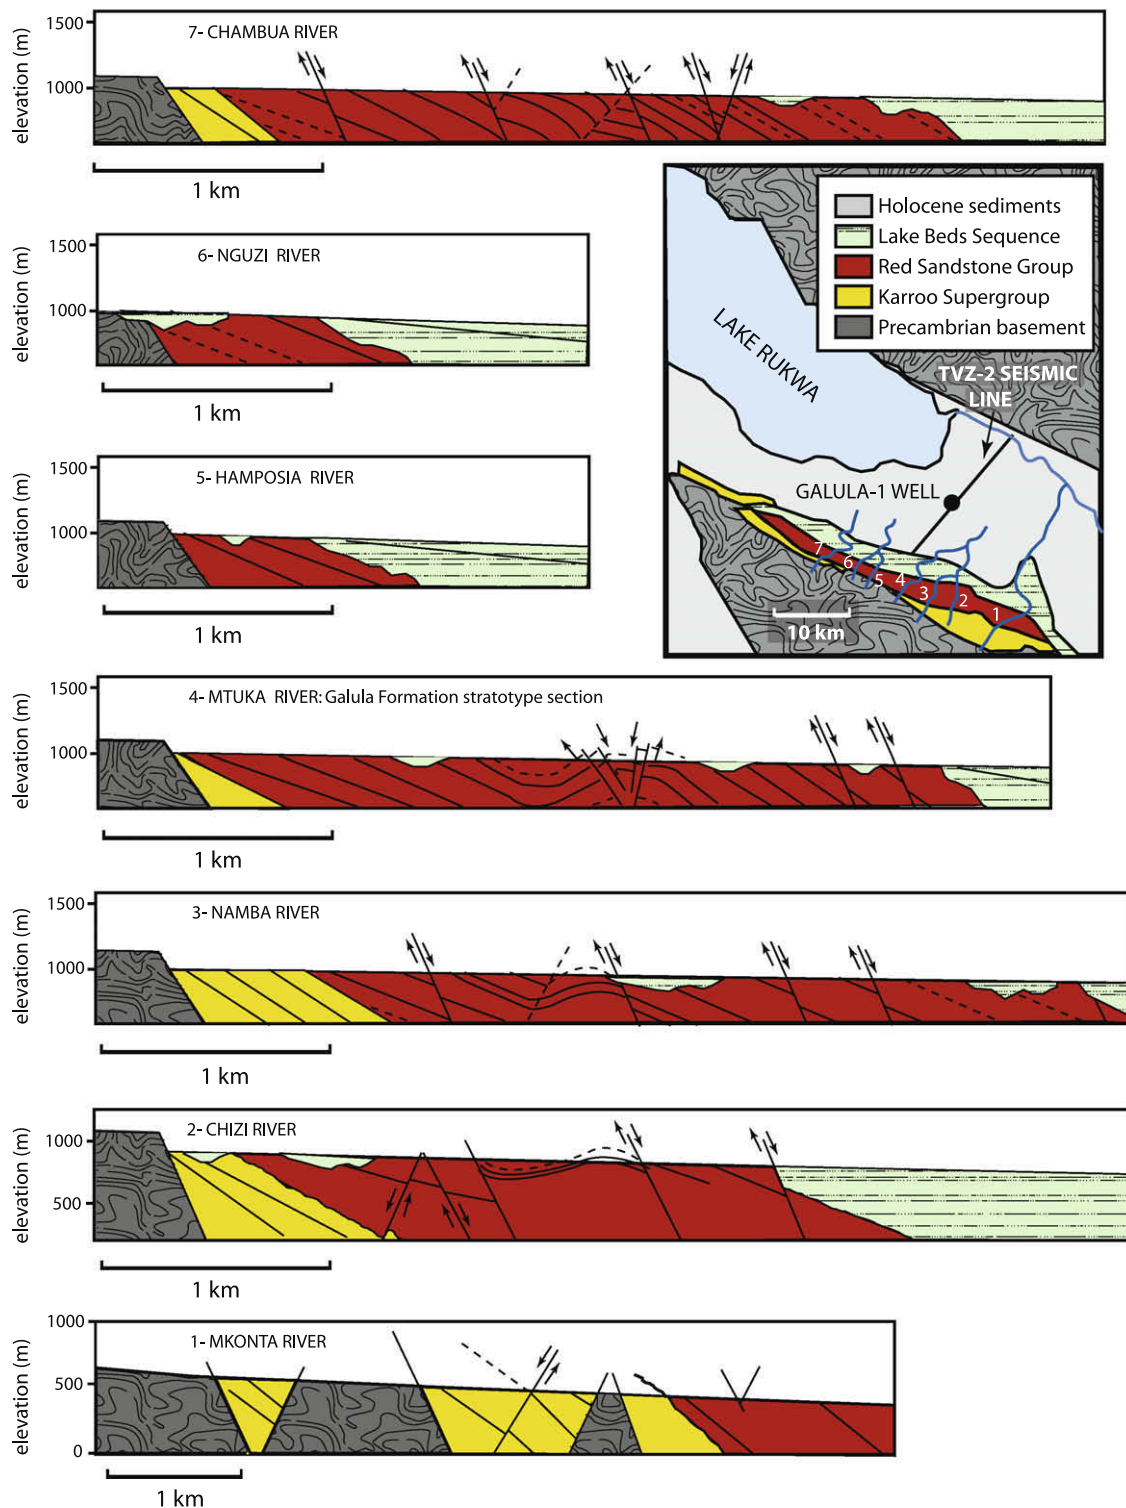 7- CHAMBUA RIVER
elevation (m)
1500
1000
1 km
6- NGUZI RIVER
elevation (m)
1500
1000
1 km
5- HAMPOSIA RIVER
elevation (m)
1500
1000
1 km
Holocene sediments
Lake Beds Sequence
Red Sandstone Group
Karroo Supergroup
Precambrian basement
LAKE RUKWA
TVZ-2 SEISMIC
LINE
GALULA-1 WELL
7
6
5
4
3
2
1
10 km
4- MTUKA RIVER: Galula Formation stratotype section
elevation (m)
1500
1000
1 km
3- NAMBA RIVER
elevation (m)
1500
1000
1 km
2- CHIZI RIVER
elevation (m)
1000
500
1 km
1- MKONTA RIVER
elevation (m)
1000
500
0
1 km